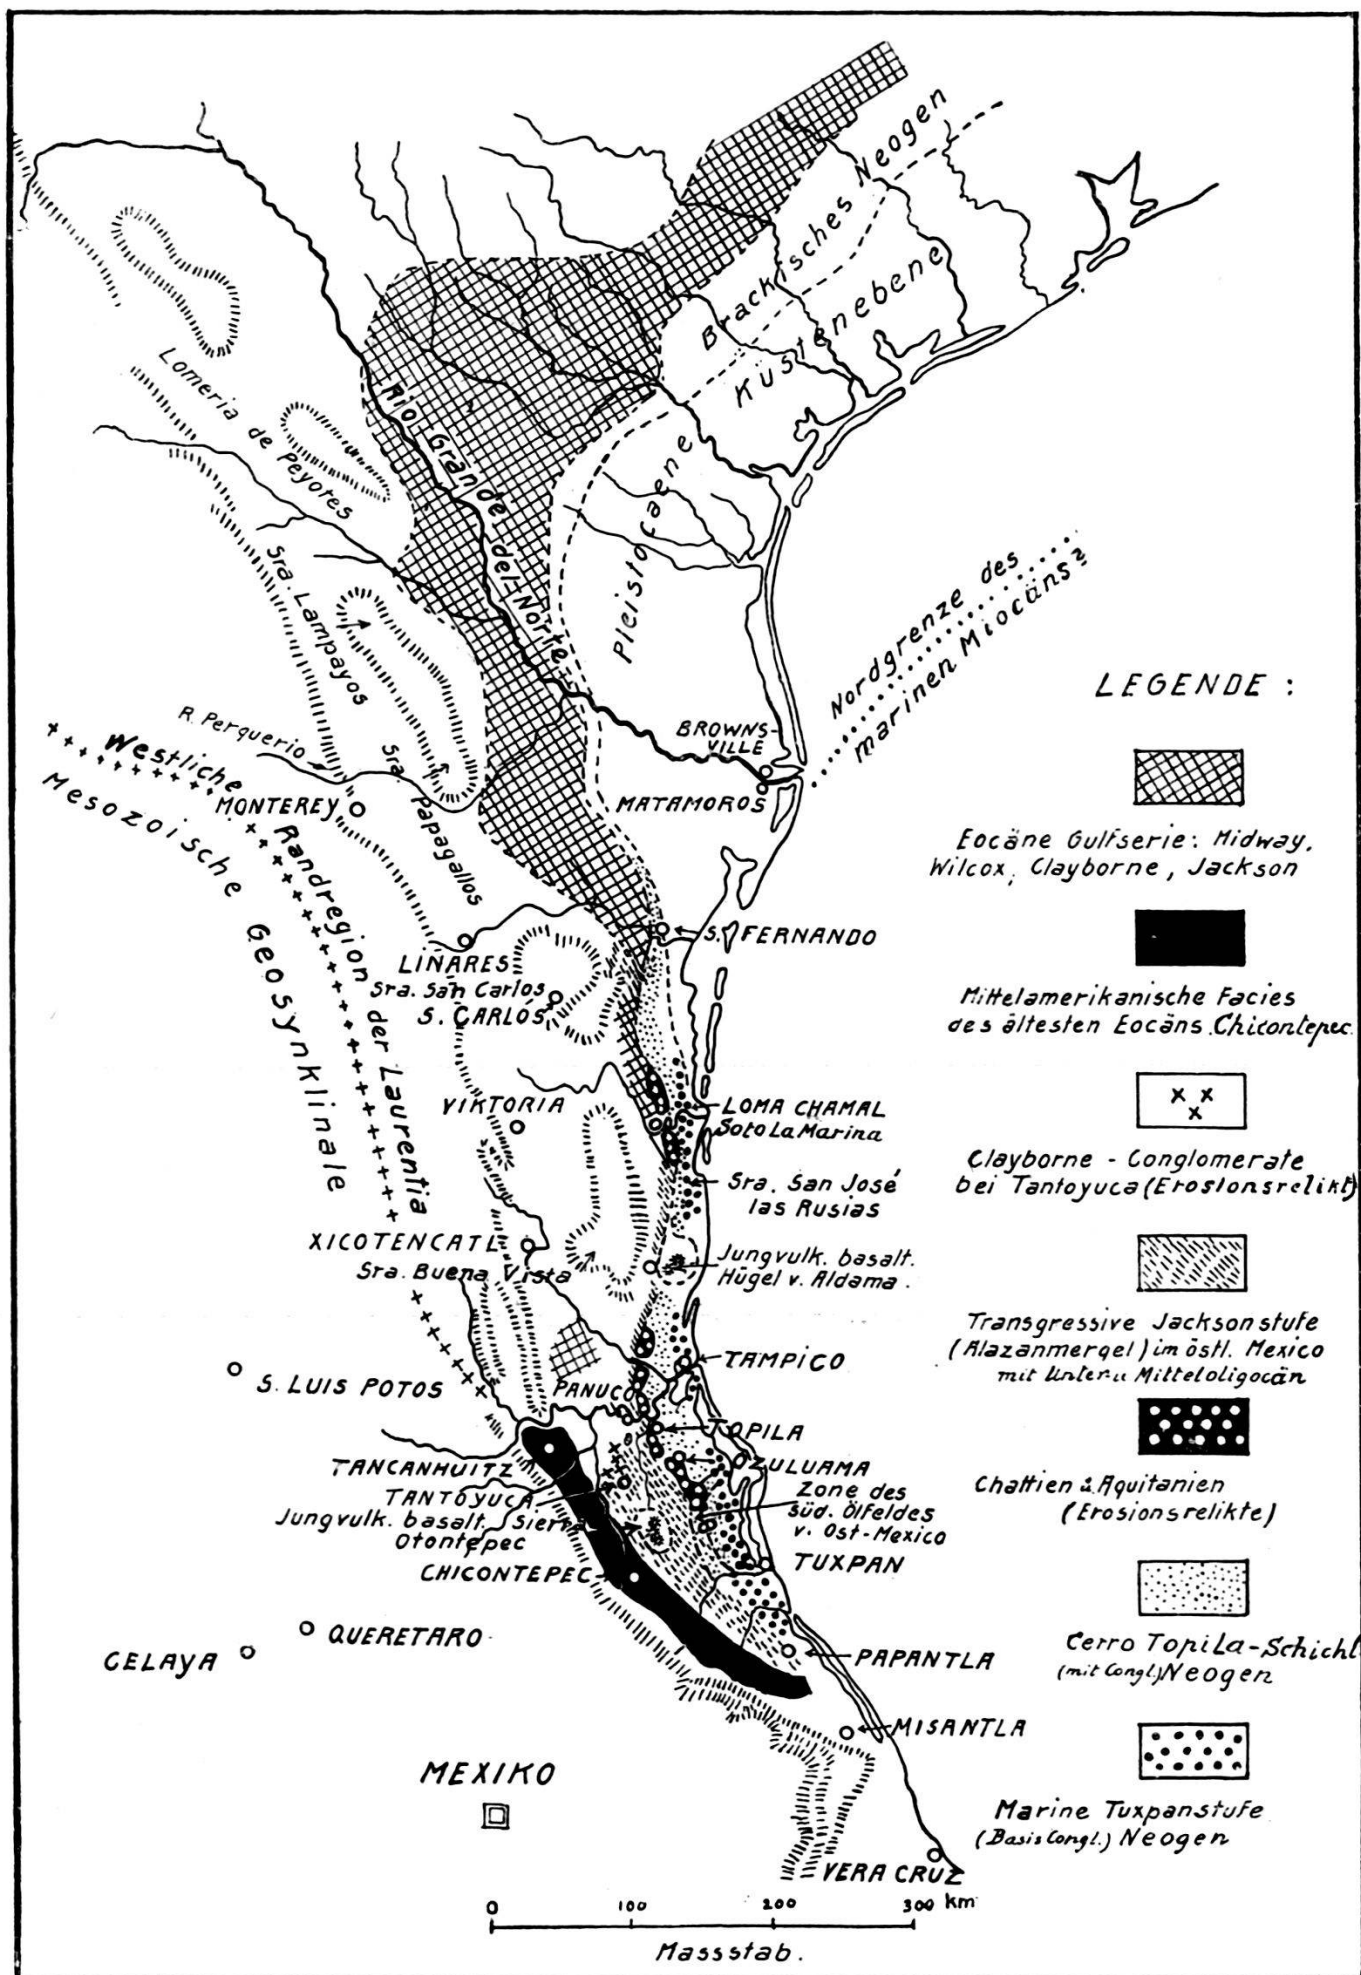 Brackisches Neogen
Küstenebene
Pleistocaene
Lomeria de Peyotes
Rio Grande del Norte
Sra. Lampayos
Nordgrenze des
marinen Miocäns?
R. Perquerio
Sra. Papagallos
Westliche Randregion der Laurentia
Mesozoische Geosynklinale
MONTEREY
BROWNS-
VILLE
MATAMOROS
S. FERNANDO
LINARES
Sra. San Carlos
S. CARLOS
VIKTORIA
LOMA CHAMAL
Soto La Marina
Sra. San José
las Rusias
XICOTENCATL
Sra. Buena Vista
Jungvulk. basalt.
Hügel v. Aldama.
TAMPICO
S. LUIS POTOS
PANUCO
TOPILA
TANCANHUITZ
OZULUAMA
TANTOYUCA
Zone des
süd. Ölfeldes
v. Ost-Mexico
Jungvulk. basalt. Sierra
Otontepec
TUXPAN
CHICONTEPEC
QUERETARO
CELAYA
PAPANTLA
MISANTLA
MEXIKO
VERA CRUZ
0 100 200 300 km
Massstab.
LEGENDE :
Eocäne Gulfserie: Midway,
Wilcox, Clayborne, Jackson
Mittelamerikanische Facies
des ältesten Eocäns. Chicontepec.
Clayborne - Conglomerate
bei Tantoyuca (Erosionsrelikt)
Transgressive Jacksonstufe
(Alazanmergel) im östl. Mexico
mit Unter u Mitteloligocän
Chattien & Aquitanien
(Erosionsrelikte)
Cerro Topila-Schicht
(mit Congl.) Neogen
Marine Tuxpanstufe
(Basis Congl.) Neogen